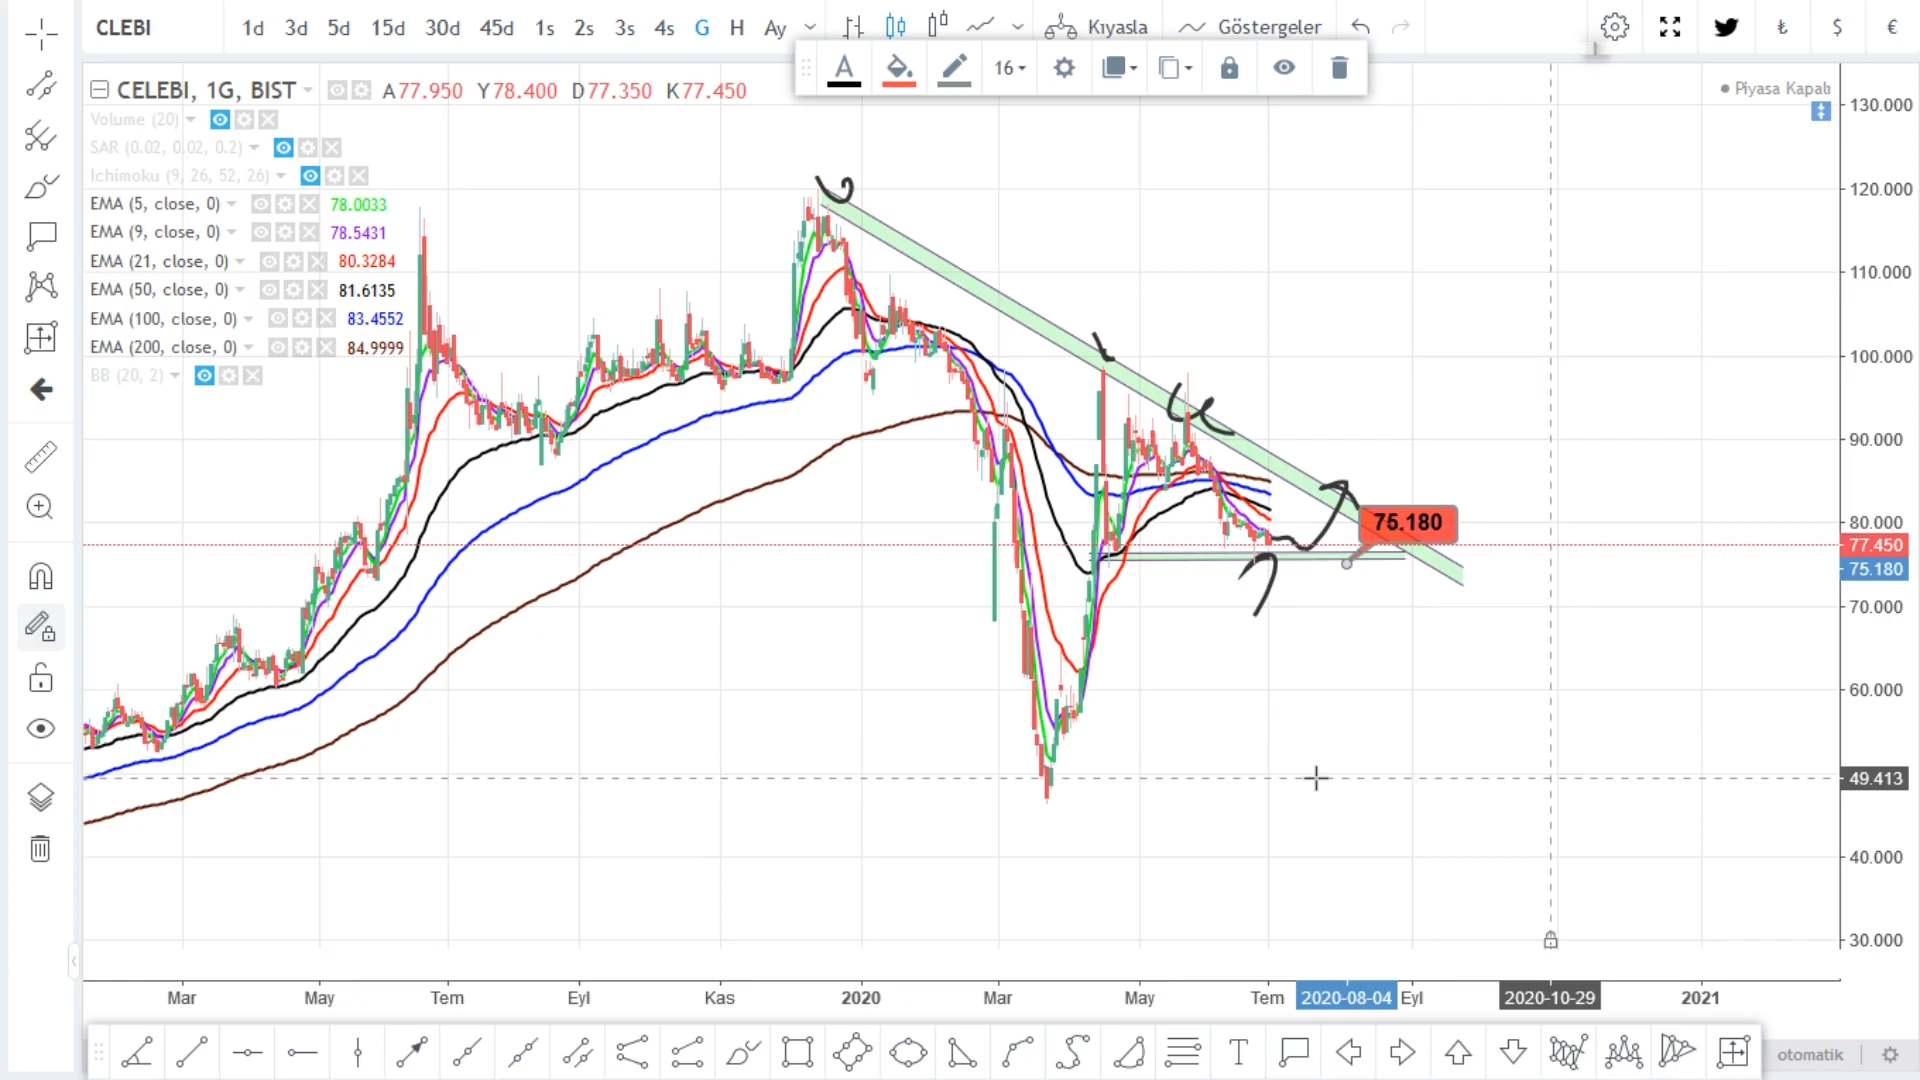 CLEBI 1d 3d 5d 15d 30d 45d 1s 2s 3s 4s G H Ay Kıyasla Göstergeler ₺ $ €
16
CELEBI, 1G, BIST A77.950 Y78.400 D77.350 K77.450
Piyasa Kapalı
Volume (20)
SAR (0.02, 0.02, 0.2)
Ichimoku (9, 26, 52, 26)
EMA (5, close, 0) 78.0033
EMA (9, close, 0) 78.5431
EMA (21, close, 0) 80.3284
EMA (50, close, 0) 81.6135
EMA (100, close, 0) 83.4552
EMA (200, close, 0) 84.9999
BB (20, 2)
130.000
120.000
110.000
100.000
90.000
75.180
80.000
77.450
75.180
70.000
60.000
49.413
40.000
30.000
Mar May Tem Eyl Kas 2020 Mar May Tem 2020-08-04 Eyl 2020-10-29 2021
otomatik